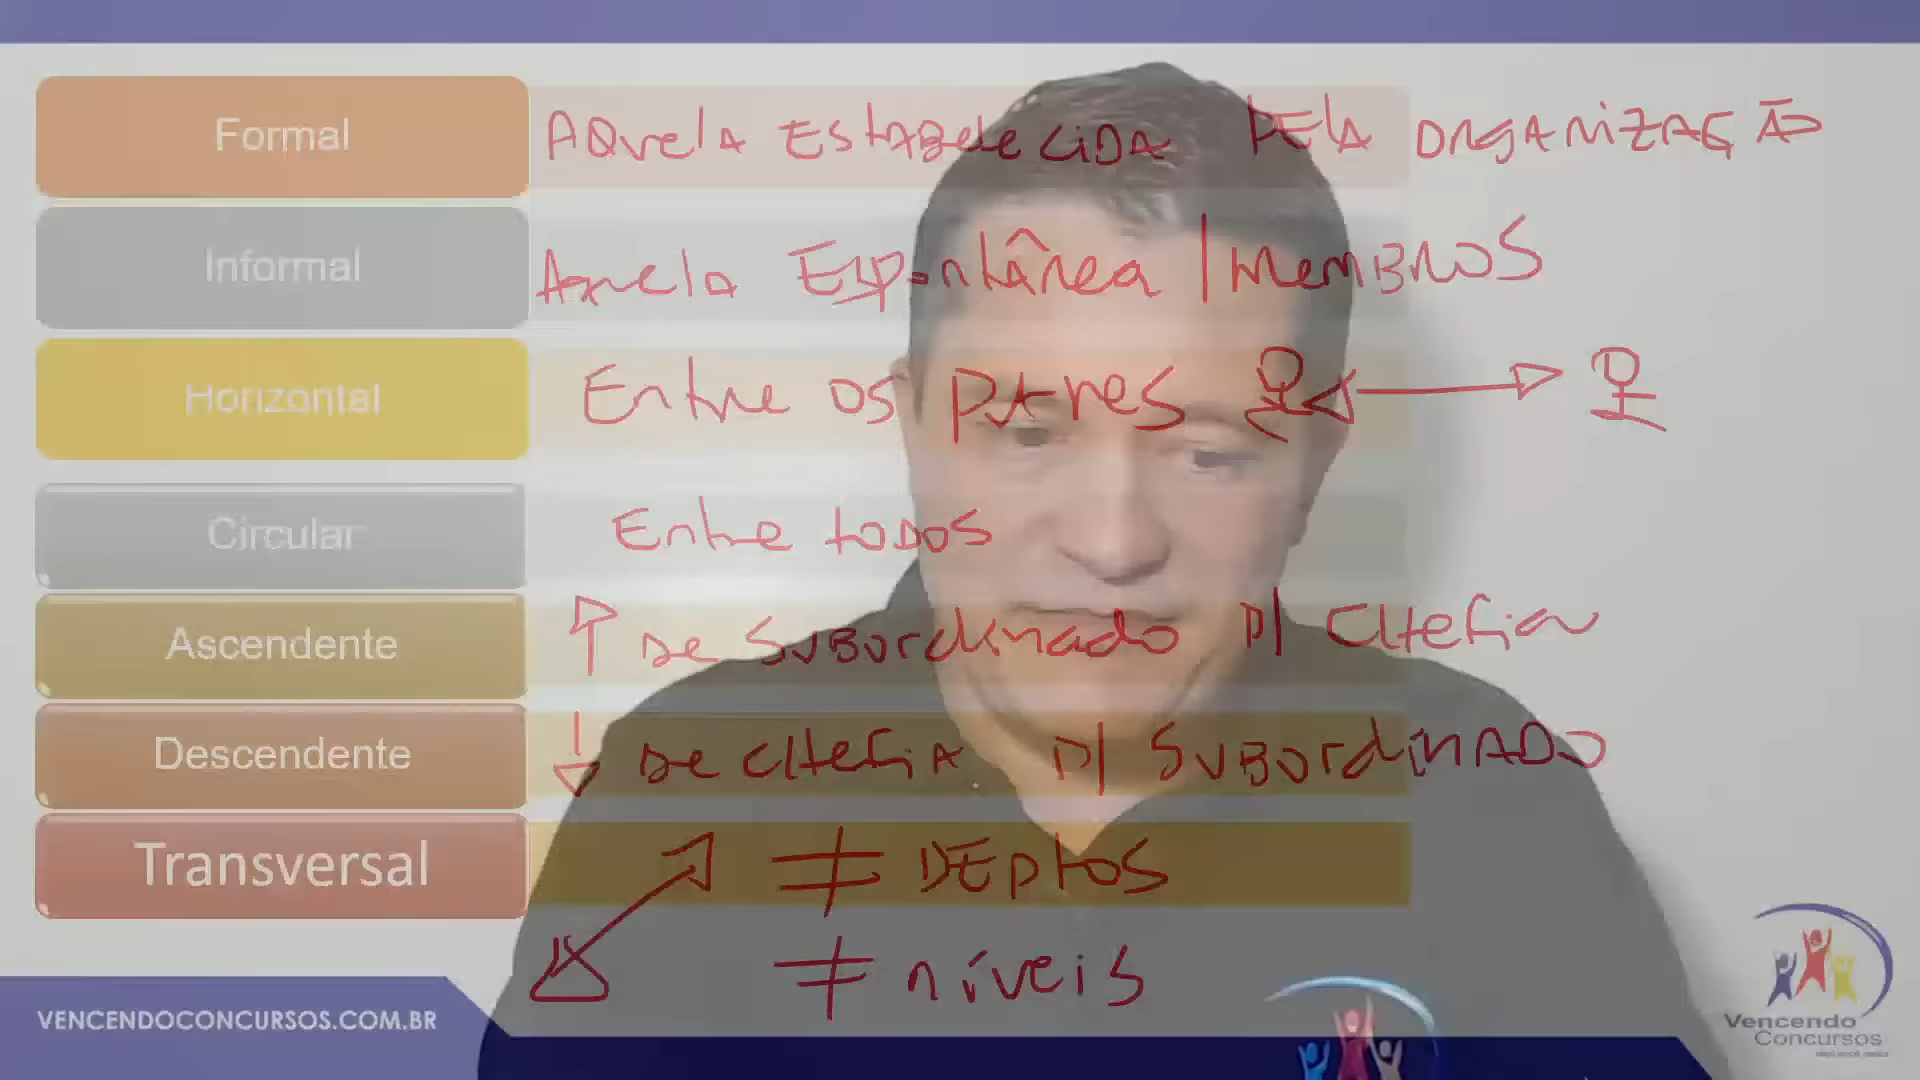 Formal AQUELA ESTABELECIDA PELA ORGANIZAÇÃO
Informal AQUELA ESPONTÂNEA | MEMBROS
Horizontal Entre os PARES
Circular Entre todos
Ascendente De Subordinado P/ CHEFIA
Descendente De CHEFIA P/ SUBORDINADO
Transversal ≠ DEPTOS
≠ níveis
VENCENDOCONCURSOS.COM.BR
Vencendo
Concursos